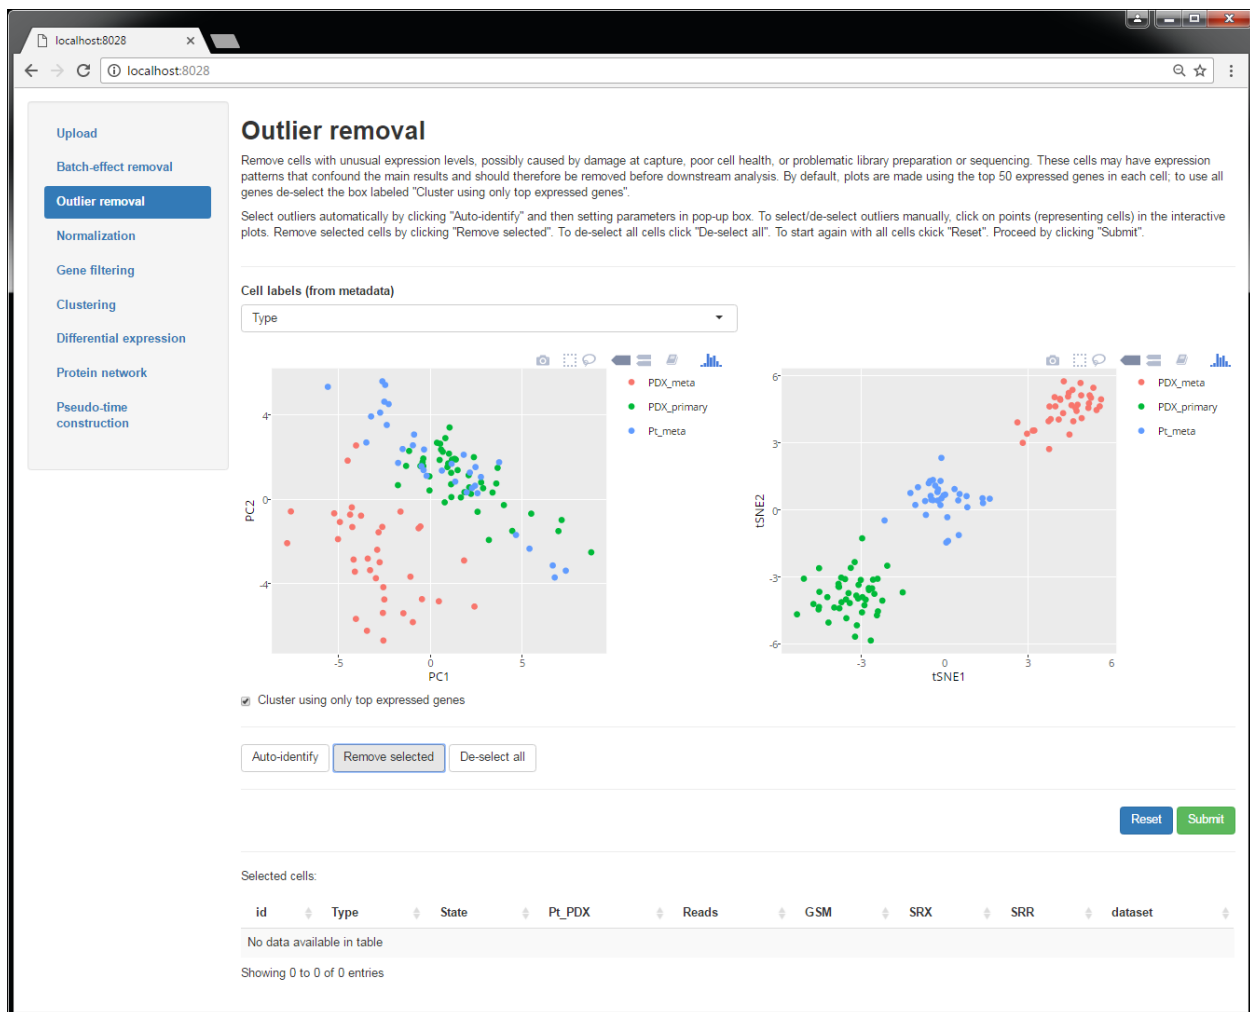 localhost:8028
localhost:8028
Upload
Batch-effect removal
Outlier removal
Normalization
Gene filtering
Clustering
Differential expression
Protein network
Pseudo-time
construction
Outlier removal
Remove cells with unusual expression levels, possibly caused by damage at capture, poor cell health, or problematic library preparation or sequencing. These cells may have expression
patterns that confound the main results and should therefore be removed before downstream analysis. By default, plots are made using the top 50 expressed genes in each cell; to use all
genes de-select the box labeled "Cluster using only top expressed genes".
Select outliers automatically by clicking "Auto-identify" and then setting parameters in pop-up box. To select/de-select outliers manually, click on points (representing cells) in the interactive
plots. Remove selected cells by clicking "Remove selected". To de-select all cells click "De-select all". To start again with all cells ckick "Reset". Proceed by clicking "Submit".
Cell labels (from metadata)
Type
PDX_meta
PDX_primary
Pt_meta
4
0
-4
PC2
-5
0
5
PC1
PDX_meta
PDX_primary
Pt_meta
6
3
0
-3
-6
tSNE2
-3
0
3
6
tSNE1
Cluster using only top expressed genes
Auto-identify
Remove selected
De-select all
Reset
Submit
Selected cells:
id Type State Pt_PDX Reads GSM SRX SRR dataset
No data available in table
Showing 0 to 0 of 0 entries